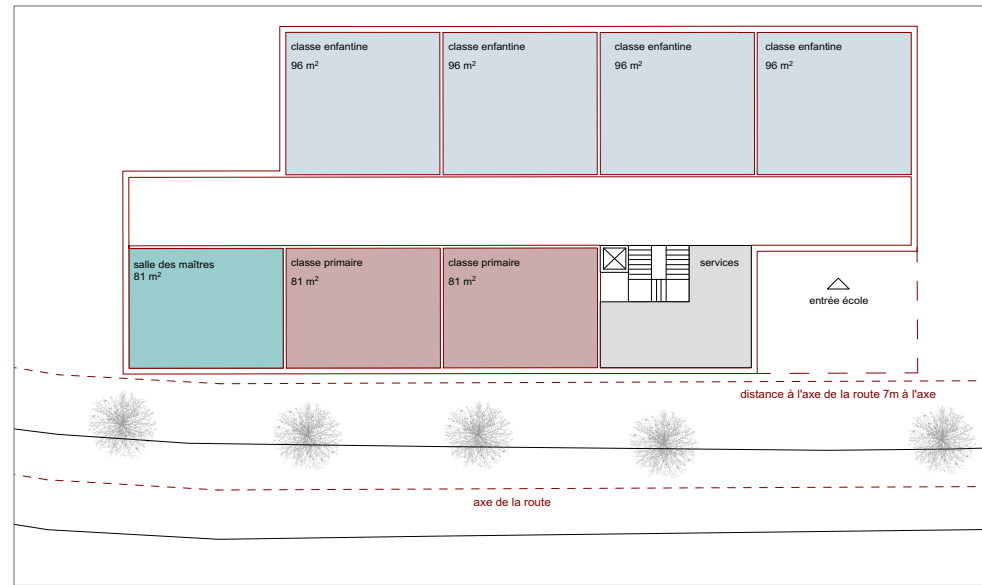 classe enfantine
96 m²
classe enfantine
96 m²
classe enfantine
96 m²
classe enfantine
96 m²
salle des maîtres
81 m²
classe primaire
81 m²
classe primaire
81 m²
services
entrée école
distance à l'axe de la route 7m à l'axe
axe de la route